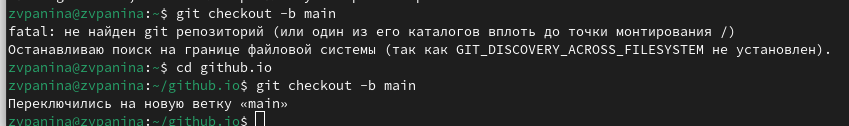 zvpanina@zvpanina:~$ git checkout -b main
fatal: не найден git репозиторий (или один из его каталогов вплоть до точки монтирования /)
Останавливаю поиск на границе файловой системы (так как GIT_DISCOVERY_ACROSS_FILESYSTEM не установлен).
zvpanina@zvpanina:~$ cd github.io
zvpanina@zvpanina:~/github.io$ git checkout -b main
Переключились на новую ветку «main»
zvpanina@zvpanina:~/github.io$